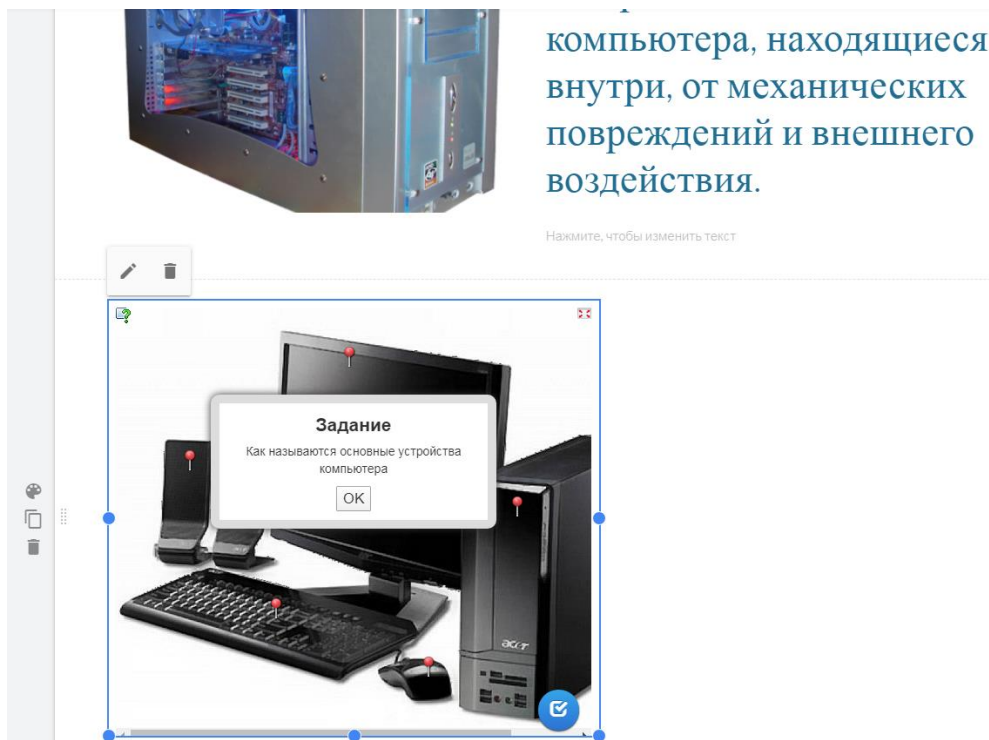 компьютера, находящиеся
внутри, от механических
повреждений и внешнего
воздействия.
Нажмите, чтобы изменить текст
Задание
Как называются основные устройства
компьютера
OK
acer